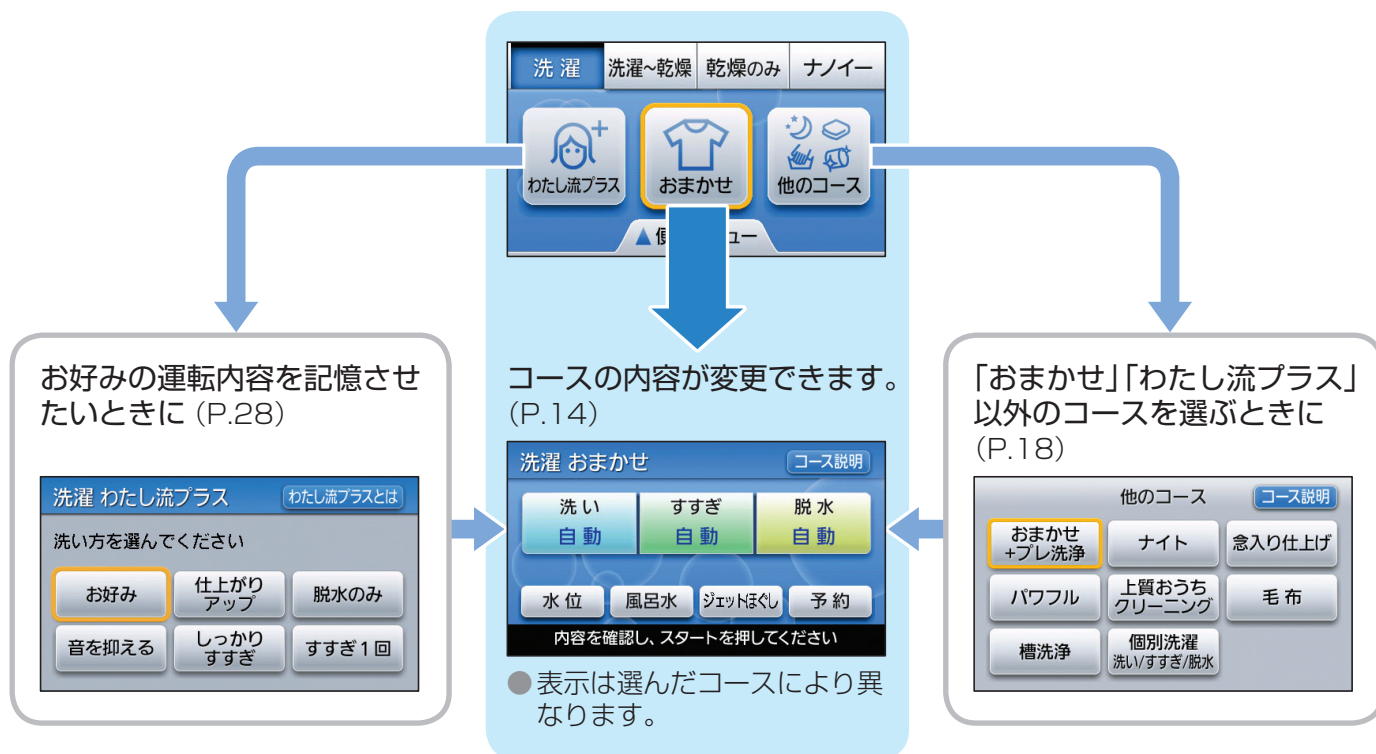 洗濯 洗濯~乾燥 乾燥のみ ナノイー
わたし流プラス おまかせ 他のコース
お好みの運転内容を記憶させ
たいときに (P.28)
洗濯 わたし流プラス わたし流プラスとは
洗い方を選んでください
お好み 仕上がり
アップ 脱水のみ
音を抑える しっかり
すすぎ すすぎ1回
コースの内容が変更できます。
(P.14)
洗濯 おまかせ コース説明
洗い すすぎ 脱水
自動 自動 自動
水位 風呂水 ジェットほぐし 予約
内容を確認し、スタートを押してください
●表示は選んだコースにより異
なります。
「おまかせ」「わたし流プラス」
以外のコースを選ぶときに
(P.18)
他のコース コース説明
おまかせ
+プレ洗浄 ナイト 念入り仕上げ
パワフル 上質おうち
クリーニング 毛布
槽洗浄 個別洗濯
洗い/すすぎ/脱水